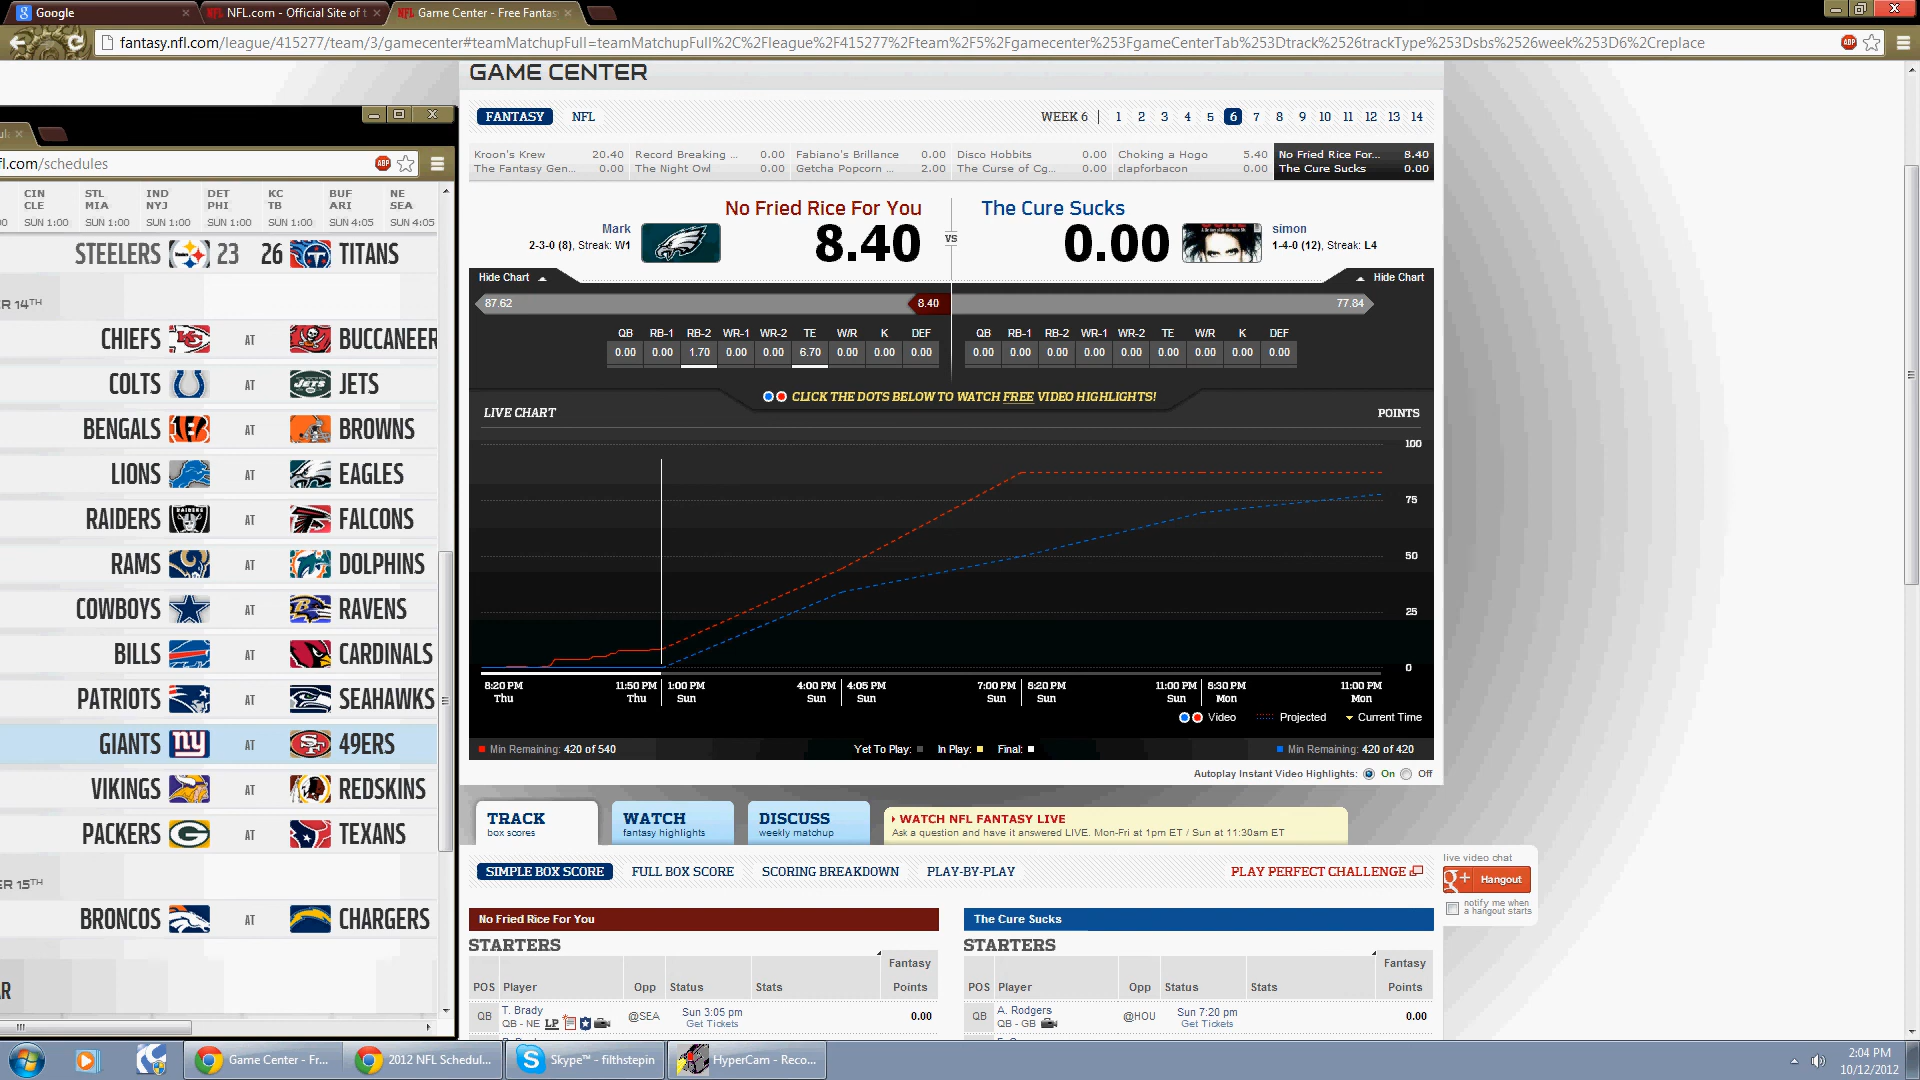 Google
NFL.com - Official Site of t
Game Center - Free Fantas
fantasy.nfl.com/league/415277/team/3/gamecenter#teamMatchupFull=teamMatchupFull%2C%2Fleague%2F415277%2Fteam%2F5%2Fgamecenter%253FgameCenterTab%253Dtrack%2526trackType%253Dsbs%2526week%253D6%2Creplace
ABP
GAME CENTER
FANTASY NFL
WEEK 6 | 1 2 3 4 5 6 7 8 9 10 11 12 13 14
Kroon's Krew 20.40
The Fantasy Gen... 0.00
Record Breaking ... 0.00
The Night Owl 0.00
Fabiano's Brillance 0.00
Getcha Popcorn ... 2.00
Disco Hobbits 0.00
The Curse of Cg... 0.00
Choking a Hogo 5.40
clapforbacon 0.00
No Fried Rice For... 8.40
The Cure Sucks 0.00
No Fried Rice For You
Mark
2-3-0 (8), Streak: W1
8.40
VS
The Cure Sucks
0.00
simon
1-4-0 (12), Streak: L4
Hide Chart
Hide Chart
87.62 8.40 77.84
QB RB-1 RB-2 WR-1 WR-2 TE W/R K DEF
0.00 0.00 1.70 0.00 0.00 6.70 0.00 0.00 0.00
QB RB-1 RB-2 WR-1 WR-2 TE W/R K DEF
0.00 0.00 0.00 0.00 0.00 0.00 0.00 0.00 0.00
CLICK THE DOTS BELOW TO WATCH FREE VIDEO HIGHLIGHTS!
LIVE CHART POINTS
100
75
50
25
0
8:20 PM 11:50 PM 1:00 PM 4:00 PM 4:05 PM 7:00 PM 8:20 PM 11:00 PM 8:30 PM 11:00 PM
Thu Thu Sun Sun Sun Sun Sun Sun Mon Mon
Video Projected Current Time
Min Remaining: 420 of 540
Yet To Play: In Play: Final:
Min Remaining: 420 of 420
Autoplay Instant Video Highlights: On Off
TRACK
box scores
WATCH
fantasy highlights
DISCUSS
weekly matchup
WATCH NFL FANTASY LIVE
Ask a question and have it answered LIVE. Mon-Fri at 1pm ET / Sun at 11:30am ET
SIMPLE BOX SCORE FULL BOX SCORE SCORING BREAKDOWN PLAY-BY-PLAY
PLAY PERFECT CHALLENGE
live video chat
g+ Hangout
notify me when
a hangout starts
No Fried Rice For You
STARTERS
Fantasy
POS Player Opp Status Stats Points
QB T. Brady @SEA Sun 3:05 pm 0.00
QB - NE LP Get Tickets
The Cure Sucks
STARTERS
Fantasy
POS Player Opp Status Stats Points
QB A. Rodgers @HOU Sun 7:20 pm 0.00
QB - GB Get Tickets
fl.com/schedules
ABP
CIN STL IND DET KC BUF NE
CLE MIA NYJ PHI TB ARI SEA
SUN 1:00 SUN 1:00 SUN 1:00 SUN 1:00 SUN 1:00 SUN 4:05 SUN 4:05
STEELERS 23 26 TITANS
ER 14TH
CHIEFS AT BUCCANEER
COLTS AT JETS
BENGALS AT BROWNS
LIONS AT EAGLES
RAIDERS AT FALCONS
RAMS AT DOLPHINS
COWBOYS AT RAVENS
BILLS AT CARDINALS
PATRIOTS AT SEAHAWKS
GIANTS AT 49ERS
VIKINGS AT REDSKINS
PACKERS AT TEXANS
ER 15TH
BRONCOS AT CHARGERS
AR
Game Center - Fr...
2012 NFL Schedul...
Skype™ - filthstepin
HyperCam - Reco...
2:04 PM
10/12/2012